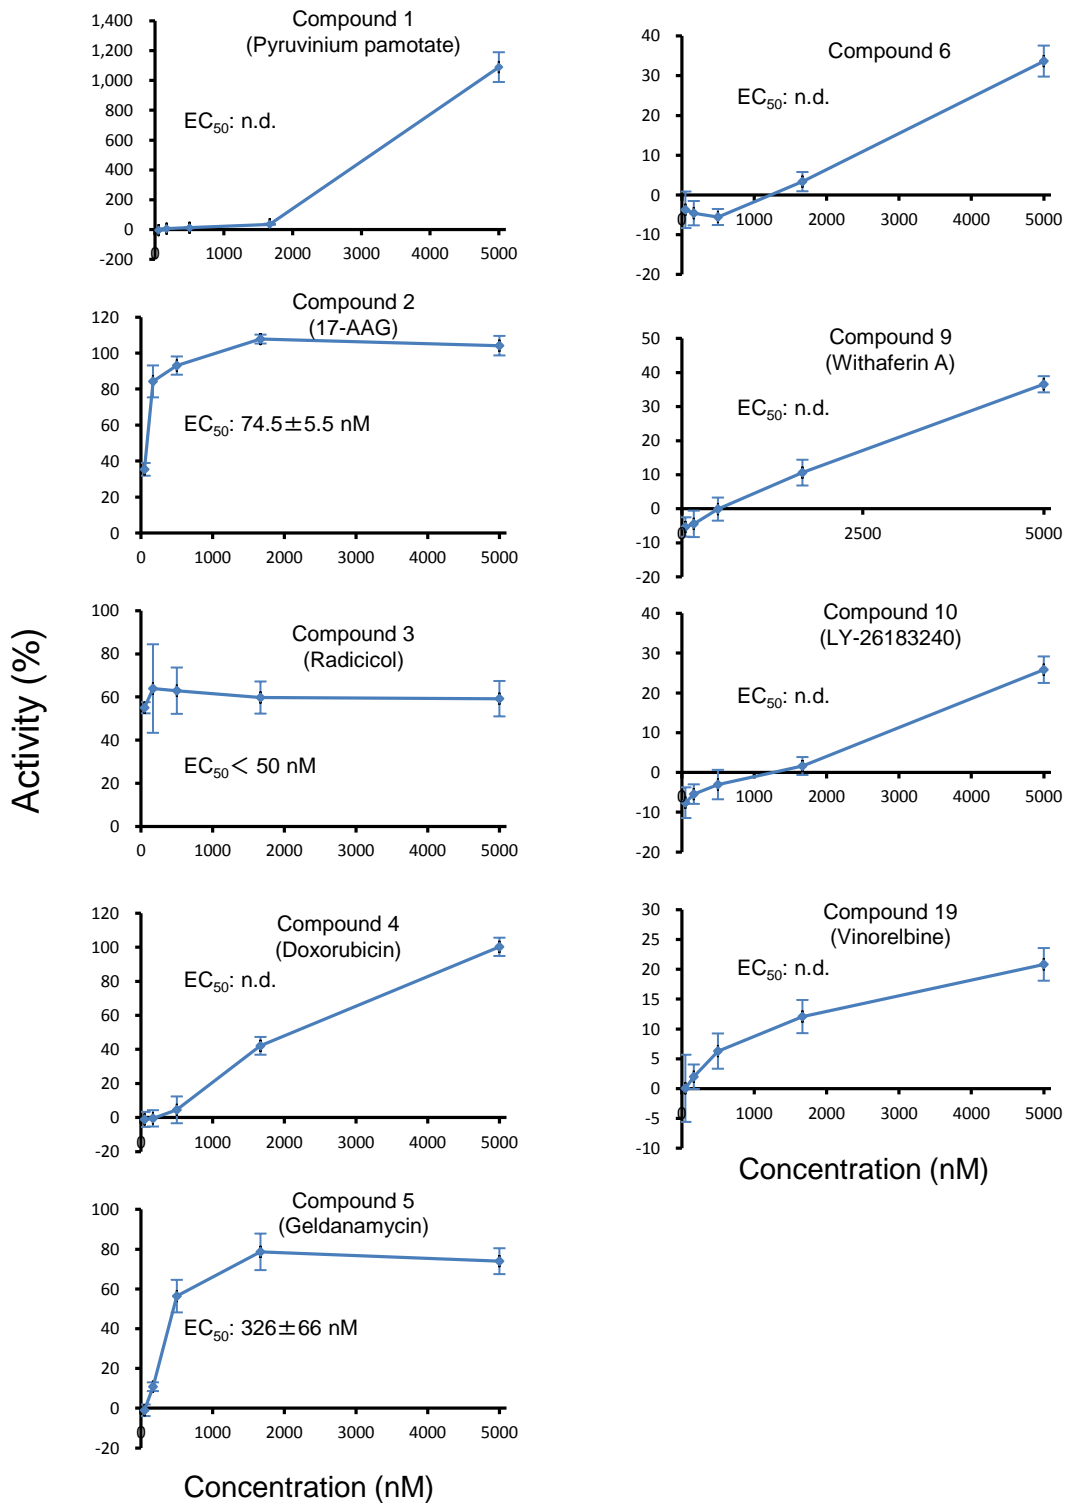 Compound 1
(Pyruvinium pamotate)
EC50: n.d.
1,400
1,200
1,000
800
600
400
200
0
-200
0 1000 2000 3000 4000 5000
Compound 2
(17-AAG)
EC50: 74.5±5.5 nM
120
100
80
60
40
20
0
0 1000 2000 3000 4000 5000
Compound 3
(Radicicol)
EC50< 50 nM
100
80
60
40
20
0
0 1000 2000 3000 4000 5000
Compound 4
(Doxorubicin)
EC50: n.d.
120
100
80
60
40
20
0
-20
0 1000 2000 3000 4000 5000
Compound 5
(Geldanamycin)
EC50: 326±66 nM
100
80
60
40
20
0
-20
0 1000 2000 3000 4000 5000
Concentration (nM)
Activity (%)
Compound 6
EC50: n.d.
40
30
20
10
0
-10
-20
0 1000 2000 3000 4000 5000
Compound 9
(Withaferin A)
EC50: n.d.
50
40
30
20
10
0
-10
-20
0 2500 5000
Compound 10
(LY-26183240)
EC50: n.d.
40
30
20
10
0
-10
-20
0 1000 2000 3000 4000 5000
Compound 19
(Vinorelbine)
EC50: n.d.
30
25
20
15
10
5
0
-5
-10
0 1000 2000 3000 4000 5000
Concentration (nM)